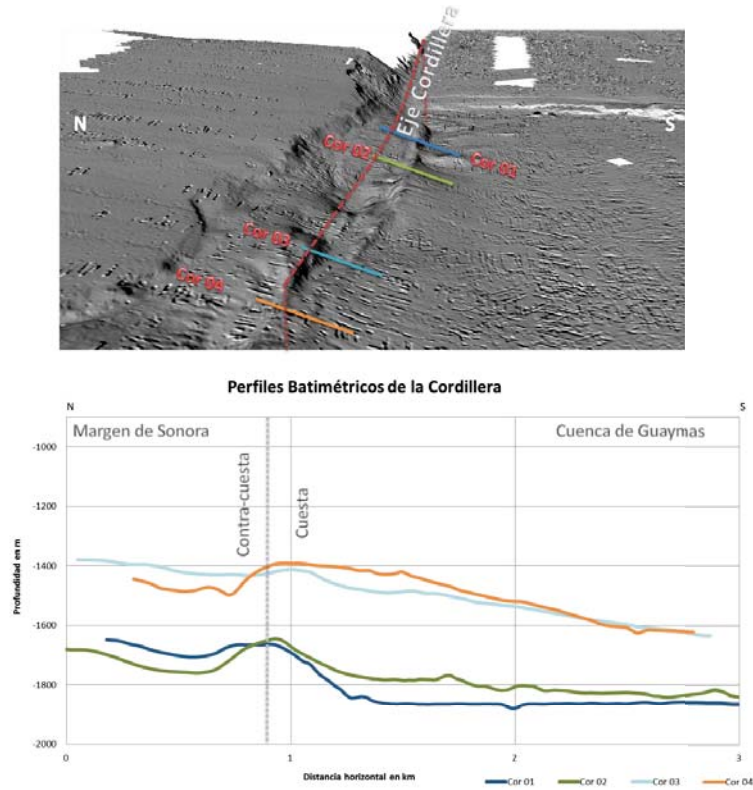 Eje Cordillera
N
S
Cor 02
Cor 01
Cor 03
Cor 04
Perfiles Batimétricos de la Cordillera
N
S
Margen de Sonora
Cuenca de Guaymas
Contra-cuesta
Cuesta
Profundidad en m
-1000
-1200
-1400
-1600
-1800
-2000
0
1
2
3
Distancia horizontal en km
Cor 01
Cor 02
Cor 03
Cor 04